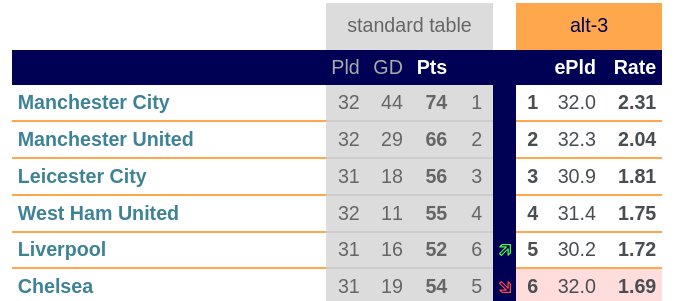 standard table alt-3
Pld GD Pts ePld Rate
Manchester City 32 44 74 1 1 32.0 2.31
Manchester United 32 29 66 2 2 32.3 2.04
Leicester City 31 18 56 3 3 30.9 1.81
West Ham United 32 11 55 4 4 31.4 1.75
Liverpool 31 16 52 6 5 30.2 1.72
Chelsea 31 19 54 5 6 32.0 1.69